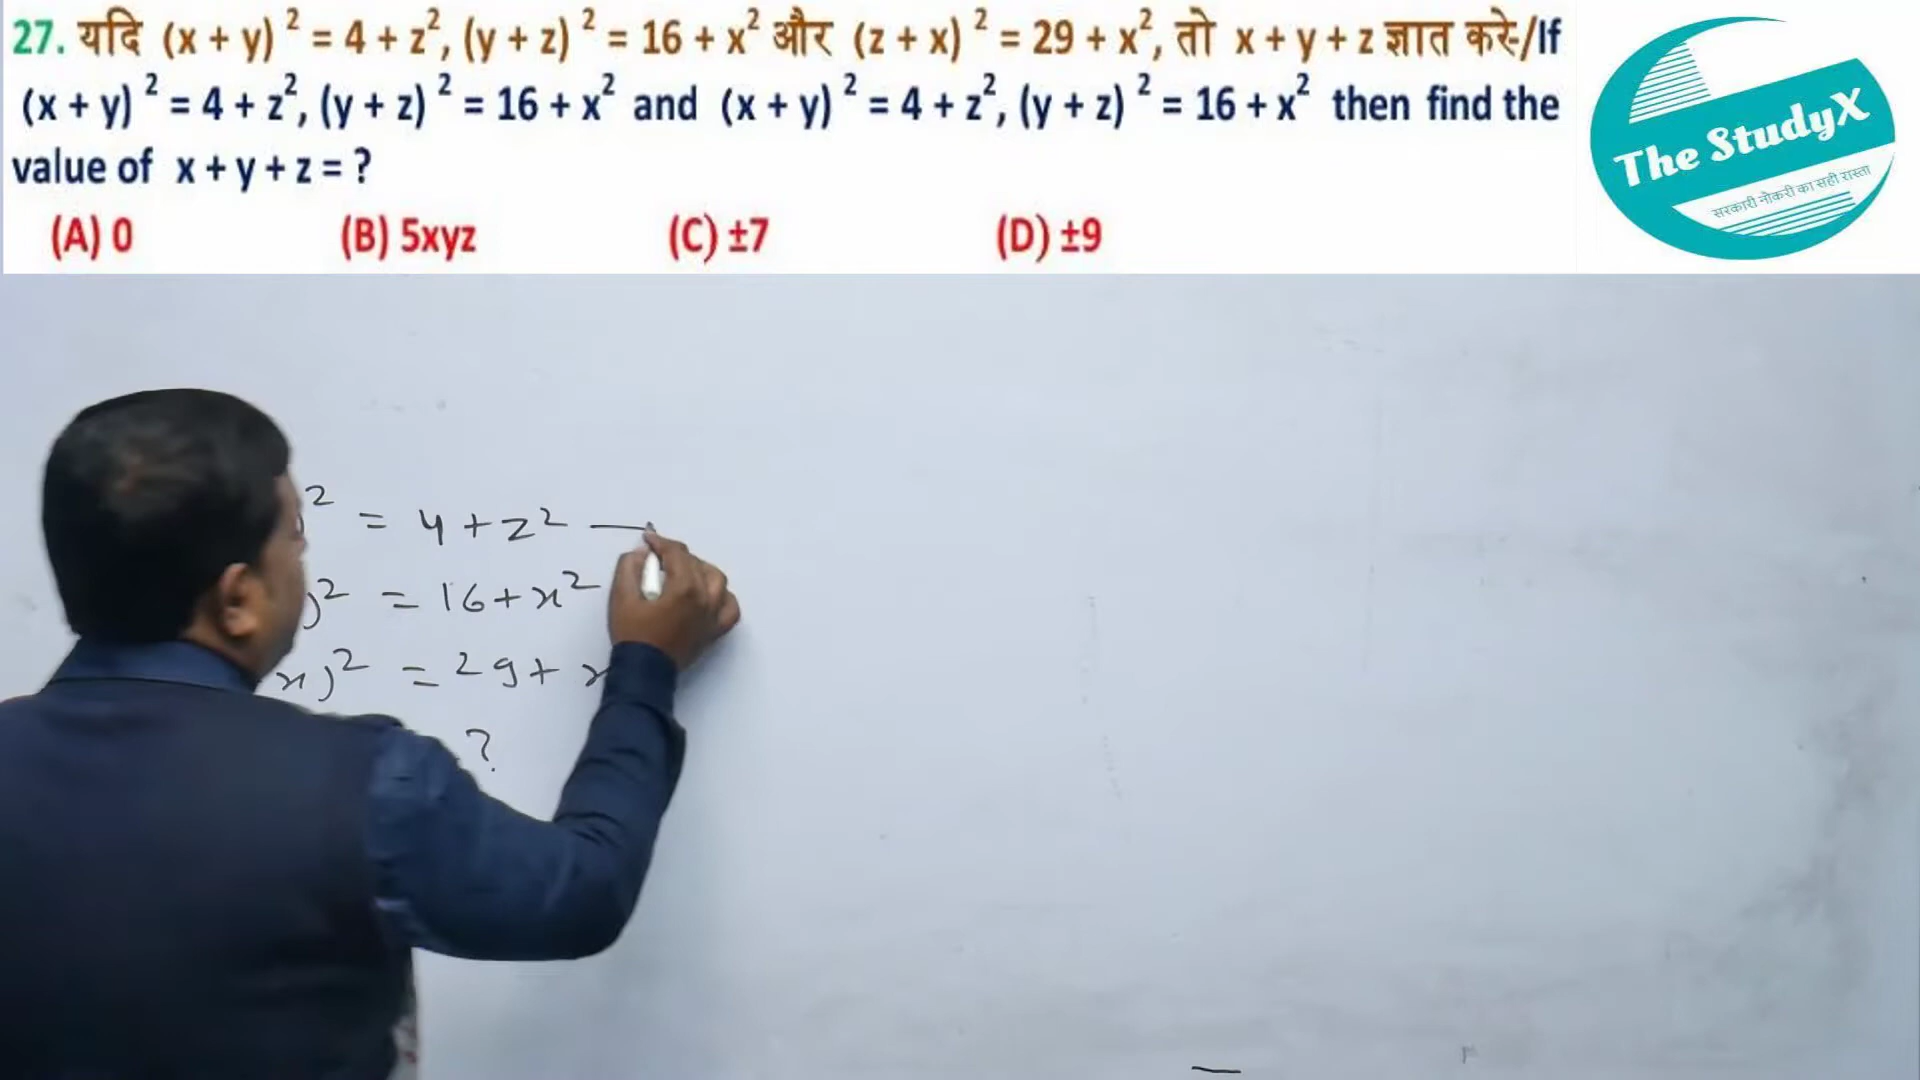 27. यदि (x + y)² = 4 + z², (y + z)² = 16 + x² और (z + x)² = 29 + x², तो x + y + z ज्ञात करे-/If
(x + y)² = 4 + z², (y + z)² = 16 + x² and (x + y)² = 4 + z², (y + z)² = 16 + x² then find the
value of x + y + z = ?
(A) 0 (B) 5xyz (C) ±7 (D) ±9
The StudyX
सरकारी नौकरी का सही रास्ता
)² = 4 + z² —
)² = 16 + x²
x)² = 29 + x
?